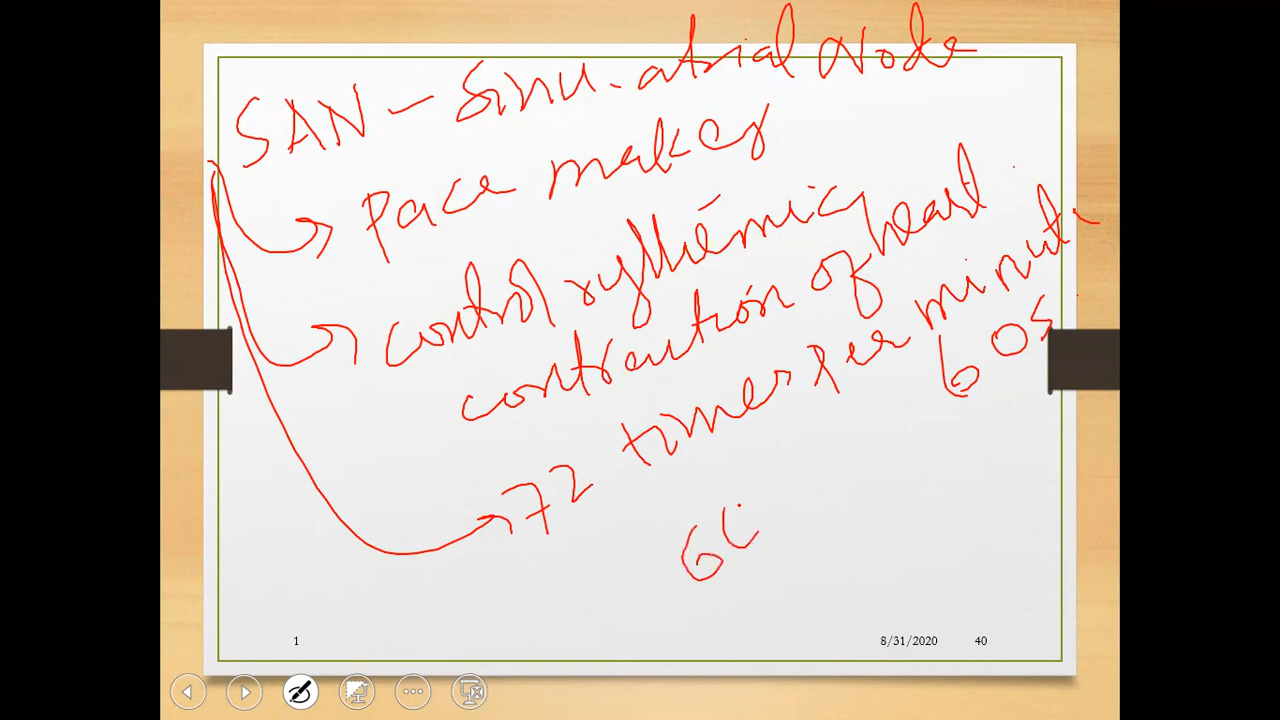 SAN - Sinu.atrial Node
Pace maker
control rythemic
contraction of heart
72 times per minute
60s
60
1
8/31/2020
40